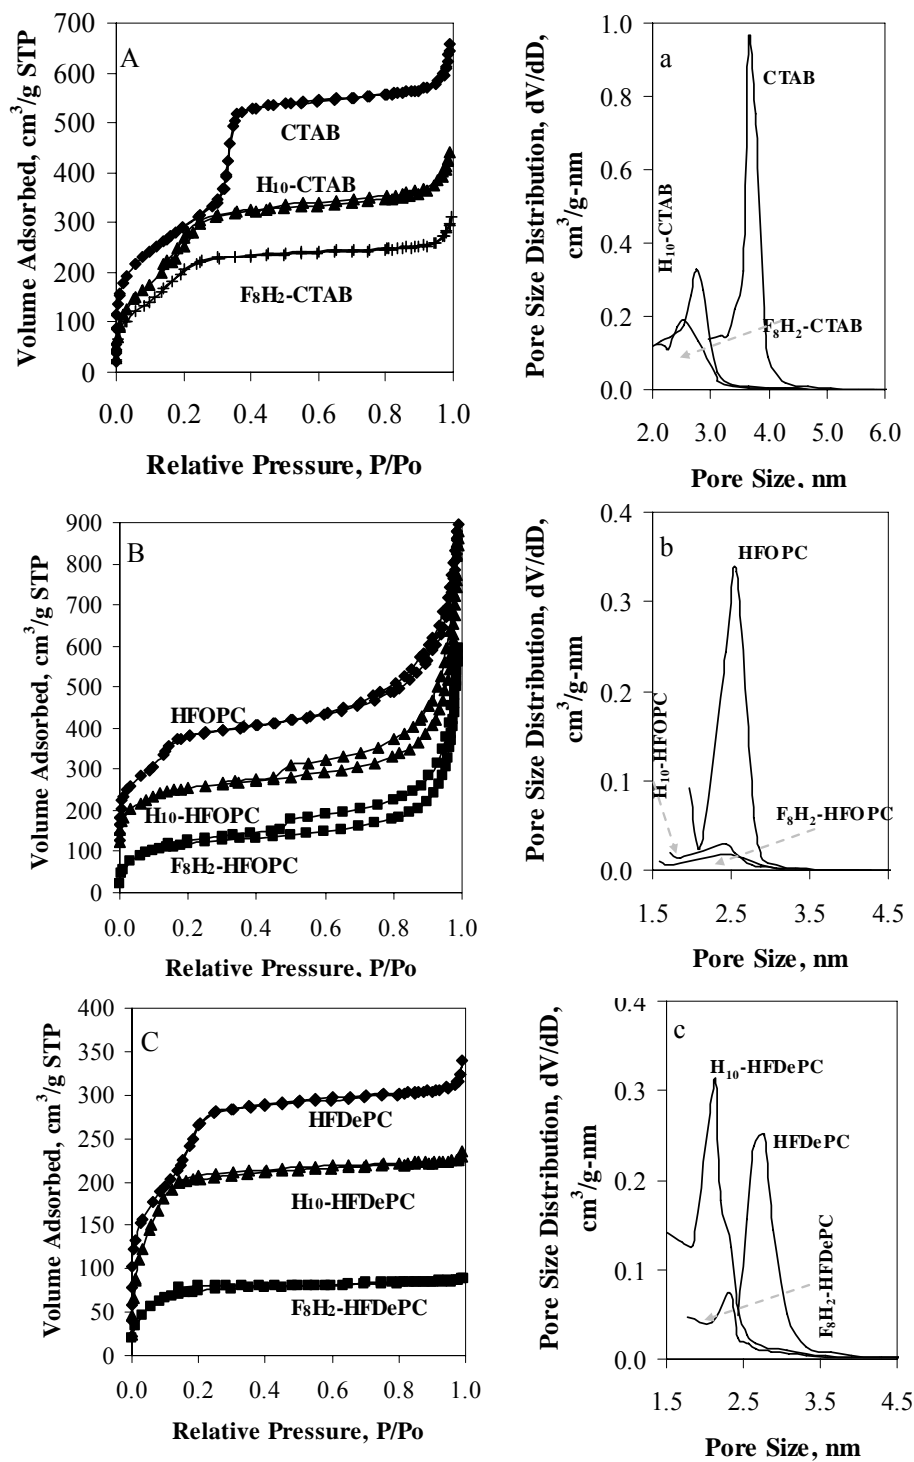 A
Volume Adsorbed, cm³/g STP
700
600
500
400
300
200
100
0
CTAB
H₁₀-CTAB
F₈H₂-CTAB
0.0 0.2 0.4 0.6 0.8 1.0
Relative Pressure, P/Po
a
Pore Size Distribution, dV/dD,
cm³/g-nm
1.0
0.8
0.6
0.4
0.2
0.0
CTAB
H₁₀-CTAB
F₈H₂-CTAB
2.0 3.0 4.0 5.0 6.0
Pore Size, nm
B
Volume Adsorbed, cm³/g STP
900
800
700
600
500
400
300
200
100
0
HFOPC
H₁₀-HFOPC
F₈H₂-HFOPC
0.0 0.2 0.4 0.6 0.8 1.0
Relative Pressure, P/Po
b
Pore Size Distribution, dV/dD,
cm³/g-nm
0.4
0.3
0.2
0.1
0.0
HFOPC
H₁₀-HFOPC
F₈H₂-HFOPC
1.5 2.5 3.5 4.5
Pore Size, nm
C
Volume Adsorbed, cm³/g STP
400
350
300
250
200
150
100
50
0
HFDePC
H₁₀-HFDePC
F₈H₂-HFDePC
0.0 0.2 0.4 0.6 0.8 1.0
Relative Pressure, P/Po
c
Pore Size Distribution, dV/dD,
cm³/g-nm
0.4
0.3
0.2
0.1
0.0
H₁₀-HFDePC
HFDePC
F₈H₂-HFDePC
1.5 2.5 3.5 4.5
Pore Size, nm